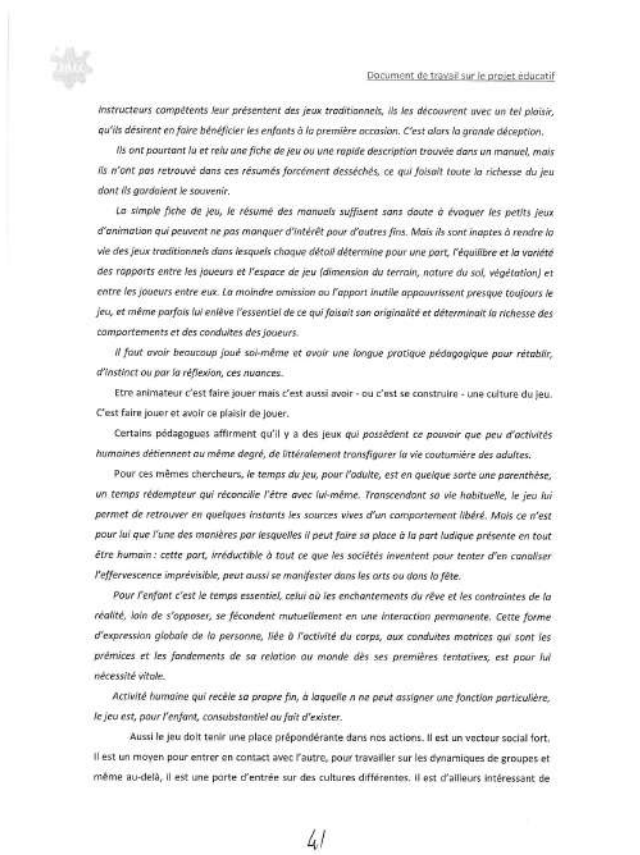 Document de travail sur le projet éducatif
instructeurs compétents leur présentent des jeux traditionnels, ils les découvrent avec un tel plaisir,
qu'ils désirent en faire bénéficier les enfants à la première occasion. C'est alors la grande déception.
Ils ont pourtant lu et relu une fiche de jeu ou une rapide description trouvée dans un manuel, mais
ils n'ont pas retrouvé dans ces résumés forcément desséchés, ce qui faisait toute la richesse du jeu
dont ils gardaient le souvenir.
La simple fiche de jeu, le résumé des manuels suffisent sans doute à évoquer les petits jeux
d'animation qui peuvent ne pas manquer d'intérêt pour d'autres fins. Mais ils sont inaptes à rendre la
vie des jeux traditionnels dans lesquels chaque détail détermine pour une part, l'équilibre et la variété
des rapports entre les joueurs et l'espace de jeu (dimension du terrain, nature du sol, végétation) et
entre les joueurs entre eux. La moindre omission ou l'apport inutile appauvrissent presque toujours le
jeu, et même parfois lui enlève l'essentiel de ce qui faisait son originalité et déterminait la richesse des
comportements et des conduites des joueurs.
Il faut avoir beaucoup joué soi-même et avoir une longue pratique pédagogique pour rétablir,
d'instinct ou par la réflexion, ces nuances.
Etre animateur c'est faire jouer mais c'est aussi avoir - ou c'est se construire - une culture du jeu.
C'est faire jouer et avoir ce plaisir de jouer.
Certains pédagogues affirment qu'il y a des jeux qui possèdent ce pouvoir que peu d'activités
humaines détiennent au même degré, de littéralement transfigurer la vie coutumière des adultes.
Pour ces mêmes chercheurs, le temps du jeu, pour l'adulte, est en quelque sorte une parenthèse,
un temps rédempteur qui réconcilie l'être avec lui-même. Transcendant sa vie habituelle, le jeu lui
permet de retrouver en quelques instants les sources vives d'un comportement libéré. Mais ce n'est
pour lui que l'une des manières par lesquelles il peut faire sa place à la part ludique présente en tout
être humain : cette part, irréductible à tout ce que les sociétés inventent pour tenter d'en canaliser
l'effervescence imprévisible, peut aussi se manifester dans les arts ou dans la fête.
Pour l'enfant c'est le temps essentiel, celui où les enchantements du rêve et les contraintes de la
réalité, loin de s'opposer, se fécondent mutuellement en une interaction permanente. Cette forme
d'expression globale de la personne, liée à l'activité du corps, aux conduites motrices qui sont les
prémices et les fondements de sa relation au monde dès ses premières tentatives, est pour lui
nécessité vitale.
Activité humaine qui recèle sa propre fin, à laquelle n ne peut assigner une fonction particulière,
le jeu est, pour l'enfant, consubstantiel au fait d'exister.
Aussi le jeu doit tenir une place prépondérante dans nos actions. Il est un vecteur social fort.
Il est un moyen pour entrer en contact avec l'autre, pour travailler sur les dynamiques de groupes et
même au-delà, il est une porte d'entrée sur des cultures différentes. Il est d'ailleurs intéressant de
41